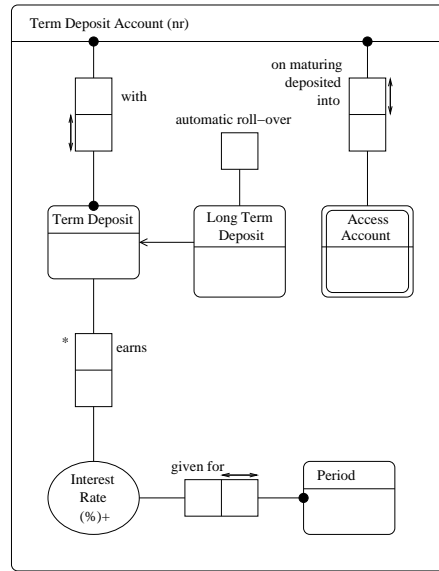 Term Deposit Account (nr)
on maturing
deposited
into
with
automatic roll−over
Term Deposit
Long Term
Deposit
Access
Account
*
earns
given for
Interest
Rate
(%)+
Period